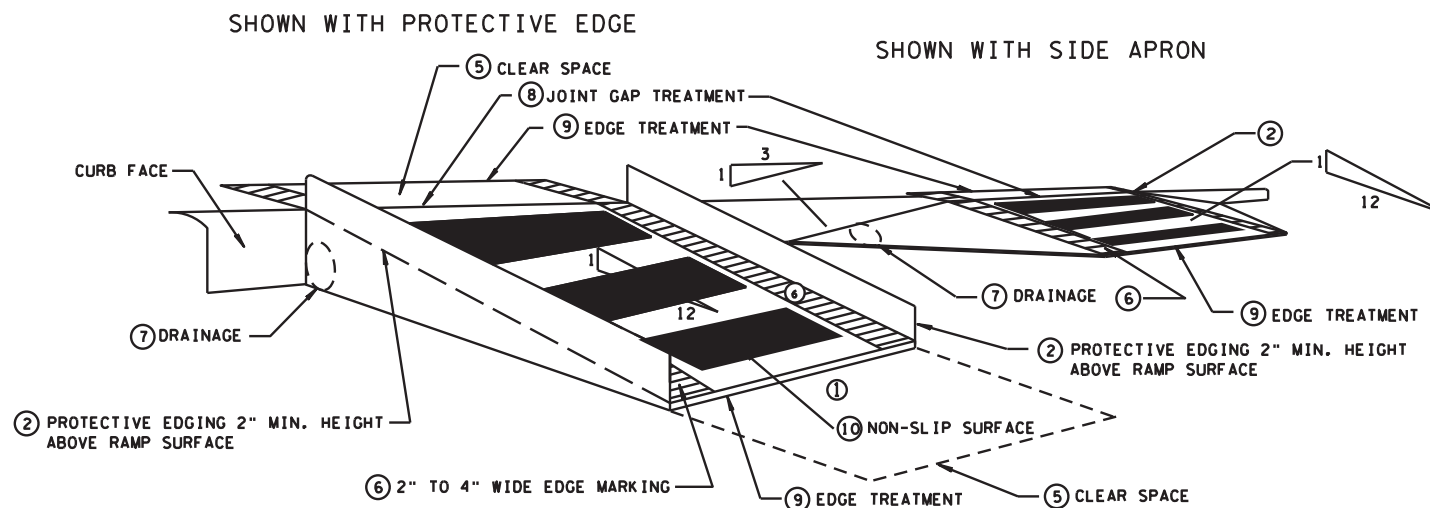 SHOWN WITH PROTECTIVE EDGE
SHOWN WITH SIDE APRON
5 CLEAR SPACE
8 JOINT GAP TREATMENT
9 EDGE TREATMENT
2
CURB FACE
3
1
1
12
1
6
12
7 DRAINAGE
6
9 EDGE TREATMENT
7 DRAINAGE
2 PROTECTIVE EDGING 2" MIN. HEIGHT
ABOVE RAMP SURFACE
1
2 PROTECTIVE EDGING 2" MIN. HEIGHT
ABOVE RAMP SURFACE
10 NON-SLIP SURFACE
6 2" TO 4" WIDE EDGE MARKING
9 EDGE TREATMENT
5 CLEAR SPACE